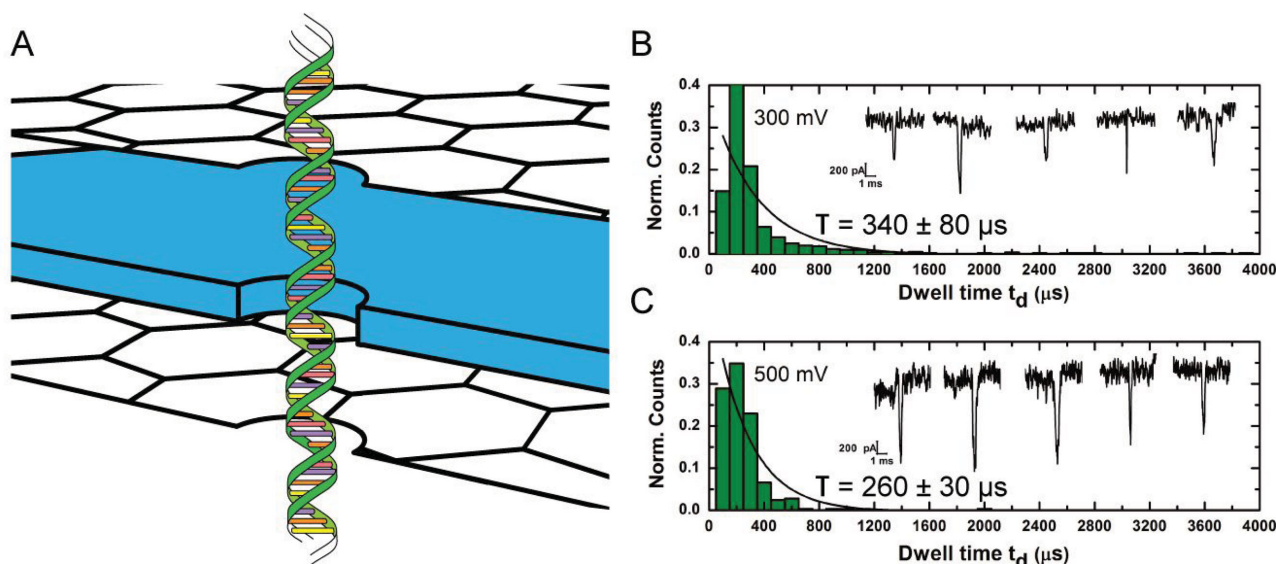 A
B
0.4
0.3
0.2
0.1
0.0
Norm. Counts
300 mV
200 pA
1 ms
T = 340 ± 80 µs
0 400 800 1200 1600 2000 2400 2800 3200 3600 4000
Dwell time td (µs)
C
0.4
0.3
0.2
0.1
0.0
Norm. Counts
500 mV
200 pA
1 ms
T = 260 ± 30 µs
0 400 800 1200 1600 2000 2400 2800 3200 3600 4000
Dwell time td (µs)